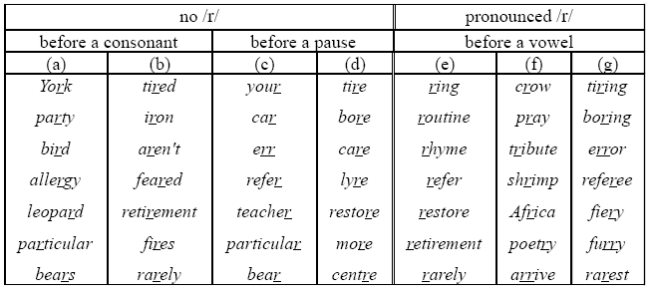 no /r/ pronounced /r/
before a consonant before a pause before a vowel
(a) (b) (c) (d) (e) (f) (g)
York tired your tire ring crow tiring
party iron car bore routine pray boring
bird aren't err care rhyme tribute error
allergy feared refer lyre refer shrimp referee
leopard retirement teacher restore restore Africa fiery
particular fires particular more retirement poetry furry
bears rarely bear centre rarely arrive rarest